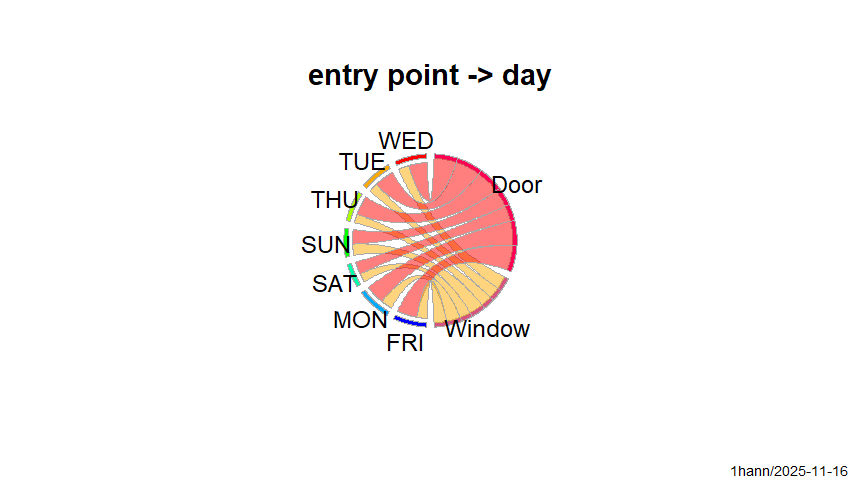 entry point -> day
WED
TUE
Door
THU
SUN
SAT
MON
Window
FRI
1hann/2025-11-16